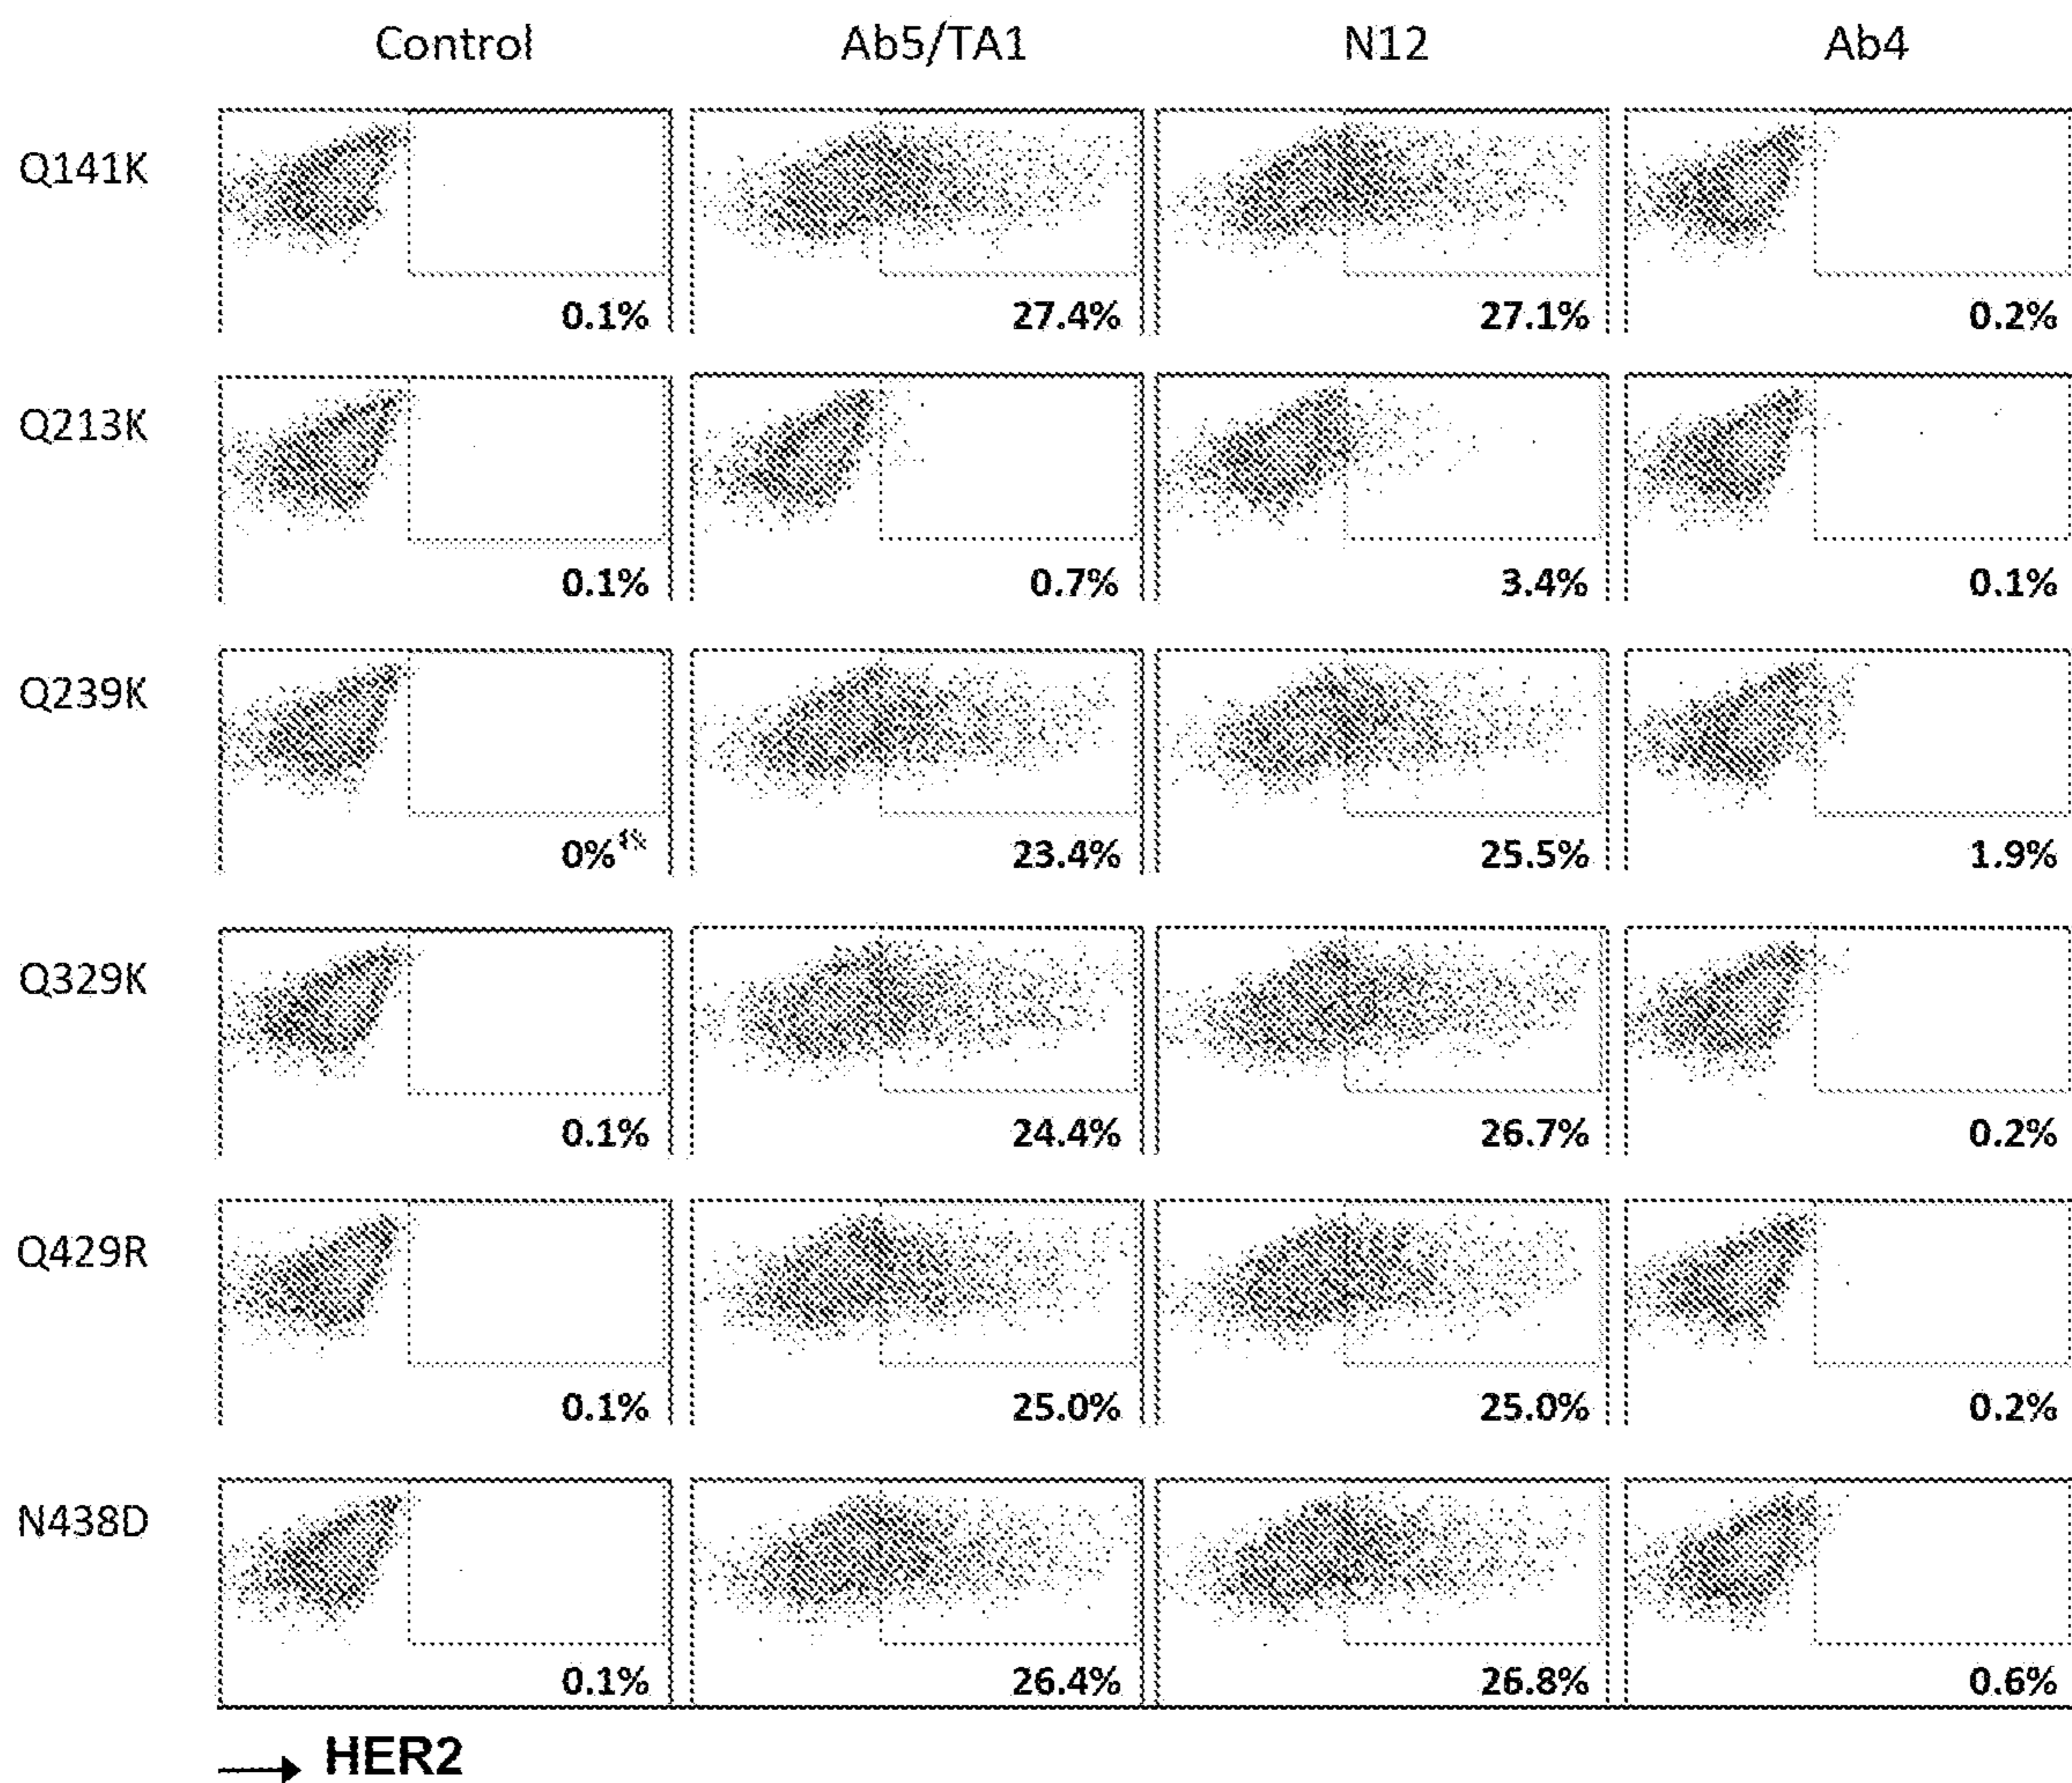 Control Ab5/TA1 N12 Ab4
Q141K
0.1% 27.4% 27.1% 0.2%
Q213K
0.1% 0.7% 3.4% 0.1%
Q239K
0% 23.4% 25.5% 1.9%
Q329K
0.1% 24.4% 26.7% 0.2%
Q429R
0.1% 25.0% 25.0% 0.2%
N438D
0.1% 26.4% 26.8% 0.6%
→ HER2